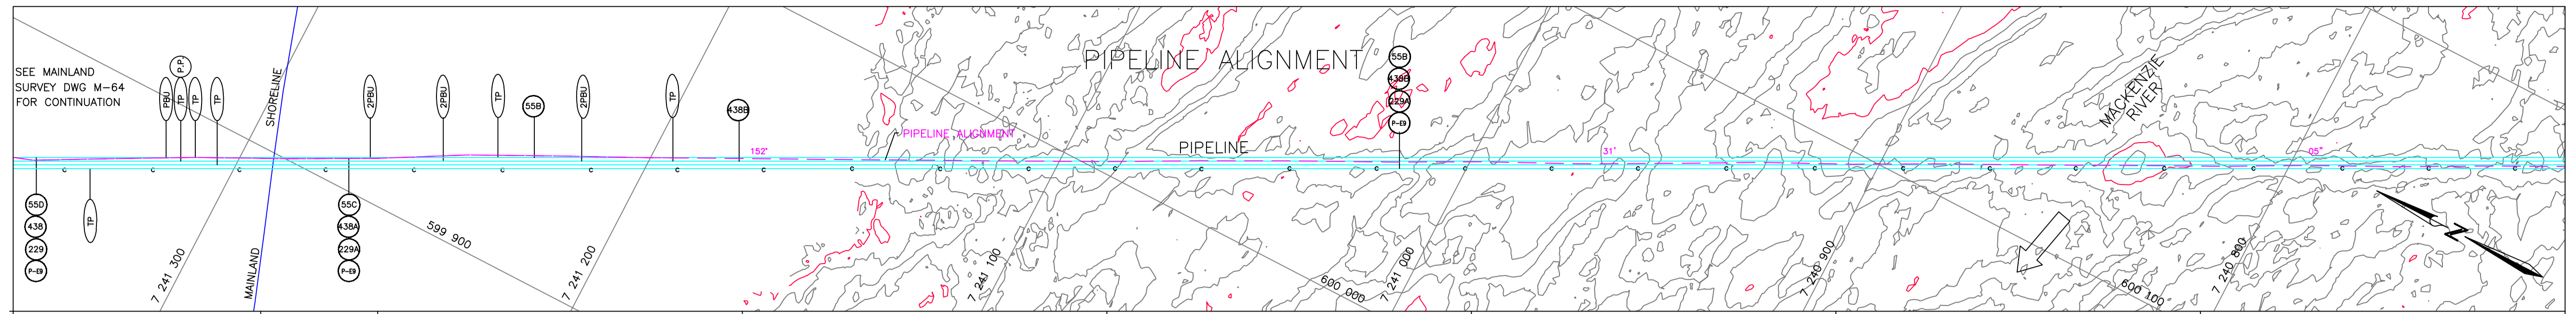 PIPELINE ALIGNMENT
SEE MAINLAND
SURVEY DWG M-64
FOR CONTINUATION
PBU
P.P.
TP
TP
TP
SHORELINE
2PBU
2PBU
TP
55B
2PBU
TP
438B
55B
438B
229A
P-E9
MACKENZIE
RIVER
PIPELINE ALIGNMENT
PIPELINE
152°
31'
05"
C C C C C C C C C C C C C C C C C C C C C C C C C C C C C
55D
438
229
P-E9
TP
55C
438A
229A
P-E9
7 241 300
MAINLAND
599 900
7 241 200
7 241 100
600 000
7 241 000
7 240 900
600 100
7 240 800
N